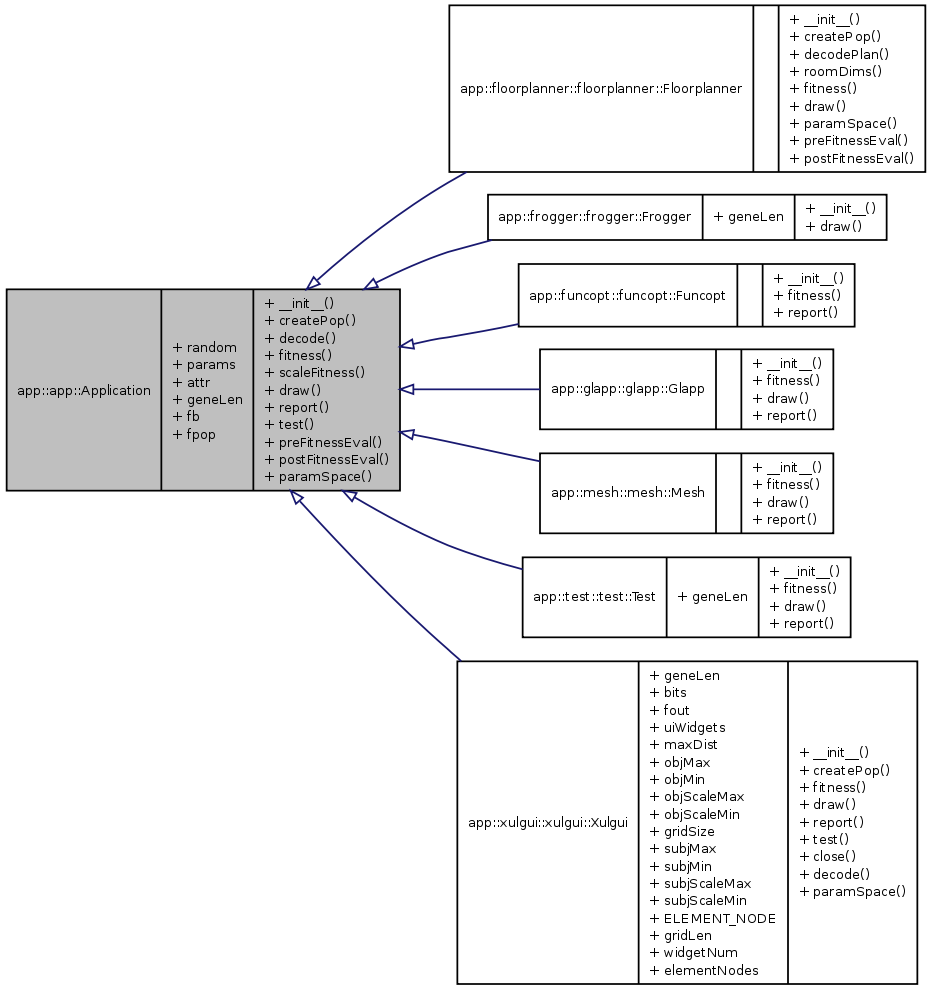 app::floorplanner::floorplanner::Floorplanner
+ __init__()
+ createPop()
+ decodePlan()
+ roomDims()
+ fitness()
+ draw()
+ paramSpace()
+ preFitnessEval()
+ postFitnessEval()
app::frogger::frogger::Frogger
+ geneLen
+ __init__()
+ draw()
app::funcopt::funcopt::Funcopt
+ __init__()
+ fitness()
+ report()
app::app::Application
+ random
+ params
+ attr
+ geneLen
+ fb
+ fpop
+ __init__()
+ createPop()
+ decode()
+ fitness()
+ scaleFitness()
+ draw()
+ report()
+ test()
+ preFitnessEval()
+ postFitnessEval()
+ paramSpace()
app::glapp::glapp::Glapp
+ __init__()
+ fitness()
+ draw()
+ report()
app::mesh::mesh::Mesh
+ __init__()
+ fitness()
+ draw()
+ report()
app::test::test::Test
+ geneLen
+ __init__()
+ fitness()
+ draw()
+ report()
app::xulgui::xulgui::Xulgui
+ geneLen
+ bits
+ fout
+ uiWidgets
+ maxDist
+ objMax
+ objMin
+ objScaleMax
+ objScaleMin
+ gridSize
+ subjMax
+ subjMin
+ subjScaleMax
+ subjScaleMin
+ ELEMENT_NODE
+ gridLen
+ widgetNum
+ elementNodes
+ __init__()
+ createPop()
+ fitness()
+ draw()
+ report()
+ test()
+ close()
+ decode()
+ paramSpace()